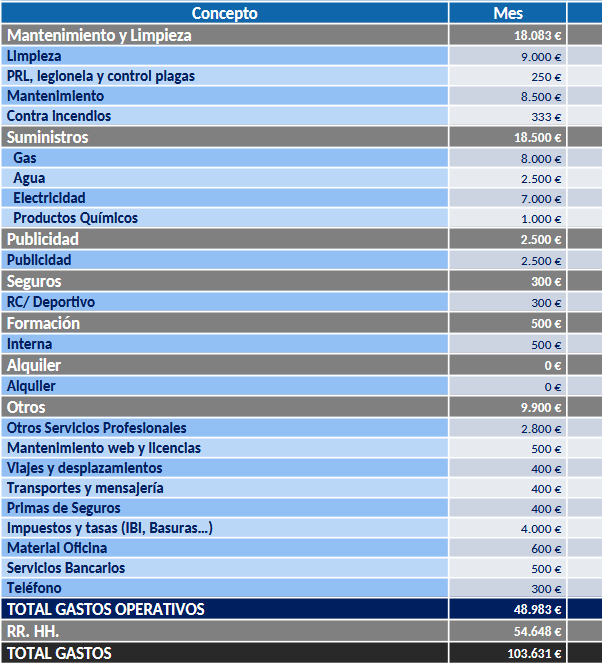 Concepto Mes
Mantenimiento y Limpieza 18.083 €
Limpieza 9.000 €
PRL, legionela y control plagas 250 €
Mantenimiento 8.500 €
Contra Incendios 333 €
Suministros 18.500 €
Gas 8.000 €
Agua 2.500 €
Electricidad 7.000 €
Productos Químicos 1.000 €
Publicidad 2.500 €
Publicidad 2.500 €
Seguros 300 €
RC/ Deportivo 300 €
Formación 500 €
Interna 500 €
Alquiler 0 €
Alquiler 0 €
Otros 9.900 €
Otros Servicios Profesionales 2.800 €
Mantenimiento web y licencias 500 €
Viajes y desplazamientos 400 €
Transportes y mensajería 400 €
Primas de Seguros 400 €
Impuestos y tasas (IBI, Basuras...) 4.000 €
Material Oficina 600 €
Servicios Bancarios 500 €
Teléfono 300 €
TOTAL GASTOS OPERATIVOS 48.983 €
RR. HH. 54.648 €
TOTAL GASTOS 103.631 €